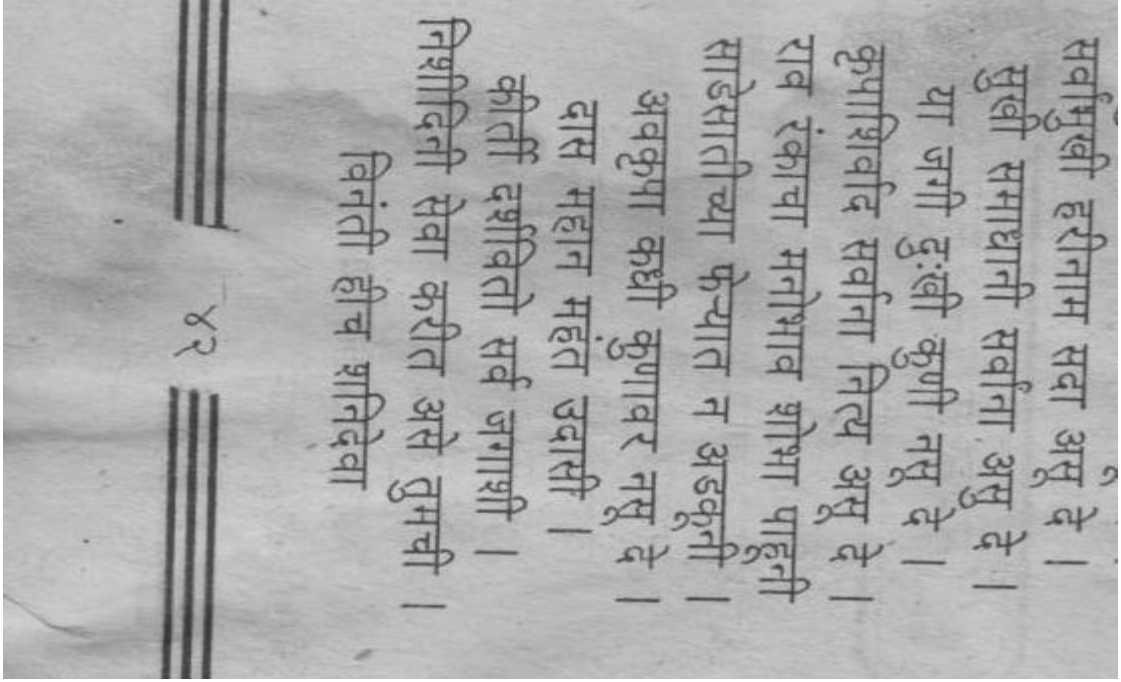 सर्वांमुखी हरीनाम सदा असू दे ।
सुखी समाधानी सर्वांना असु दे ।
या जगी दुःखी कुणी नसु दे ।
कृपाशिर्वाद सर्वांना नित्य असू दे ।
राव रंकाचा मनोभाव शोभा पाहूनी
साडेसातीच्या फेऱ्यात न अडकूनी ।
अवकृपा कधी कुणावर नसू दे ।
दास महान महंत उदासी ।
कीर्ती दर्शविता सर्व जगाशी ।
निशीदिनी सेवा करीत असे तुमची ।
विनंती हीच शनिदेवा
४२